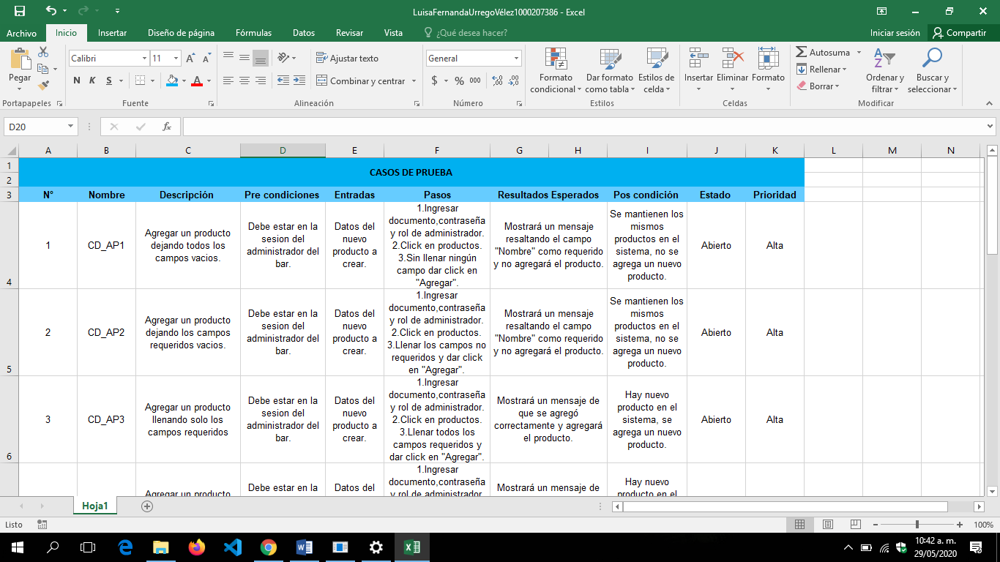 LuisaFernandaUrregoVélez1000207386 - Excel
Archivo Inicio Insertar Diseño de página Fórmulas Datos Revisar Vista ¿Qué desea hacer? Iniciar sesión Compartir
Pegar
Calibri 11
N K S
Ajustar texto
Combinar y centrar
General
$ % 000
Formato condicional
Dar formato como tabla
Estilos de celda
Insertar Eliminar Formato
Autosuma
Rellenar
Borrar
Ordenar y filtrar
Buscar y seleccionar
Portapapeles Fuente Alineación Número Estilos Celdas Modificar
D20 fx
A B C D E F G H I J K L M N
1
CASOS DE PRUEBA
2
3 N° Nombre Descripción Pre condiciones Entradas Pasos Resultados Esperados Pos condición Estado Prioridad
4
1
CD_AP1
Agregar un producto
dejando todos los
campos vacios.
Debe estar en la
sesion del
administrador del
bar.
Datos del
nuevo
producto a
crear.
1.Ingresar
documento,contraseña
y rol de administrador.
2.Click en productos.
3.Sin llenar ningún
campo dar click en
"Agregar".
Mostrará un mensaje
resaltando el campo
"Nombre" como requerido
y no agregará el producto.
Se mantienen los
mismos
productos en el
sistema, no se
agrega un nuevo
producto.
Abierto
Alta
5
2
CD_AP2
Agregar un producto
dejando los campos
requeridos vacios.
Debe estar en la
sesion del
administrador del
bar.
Datos del
nuevo
producto a
crear.
1.Ingresar
documento,contraseña
y rol de administrador.
2.Click en productos.
3.Llenar los campos no
requeridos y dar click
en "Agregar".
Mostrará un mensaje
resaltando el campo
"Nombre" como requerido
y no agregará el producto.
Se mantienen los
mismos
productos en el
sistema, no se
agrega un nuevo
producto.
Abierto
Alta
6
3
CD_AP3
Agregar un producto
llenando solo los
campos requeridos
Debe estar en la
sesion del
administrador del
bar.
Datos del
nuevo
producto a
crear.
1.Ingresar
documento,contraseña
y rol de administrador.
2.Click en productos.
3.Llenar todos los
campos requeridos y
dar click en "Agregar".
Mostrará un mensaje de
que se agregó
correctamente y agregará
el producto.
Hay nuevo
producto en el
sistema, se
agrega un nuevo
producto.
Abierto
Alta
Agregar un producto
Debe estar en la
Datos del
1.Ingresar
documento,contraseña
y rol de administrador
Mostrará un mensaje de
Hay nuevo
producto en el
Hoja1
Listo 100%
10:42 a. m.
29/05/2020